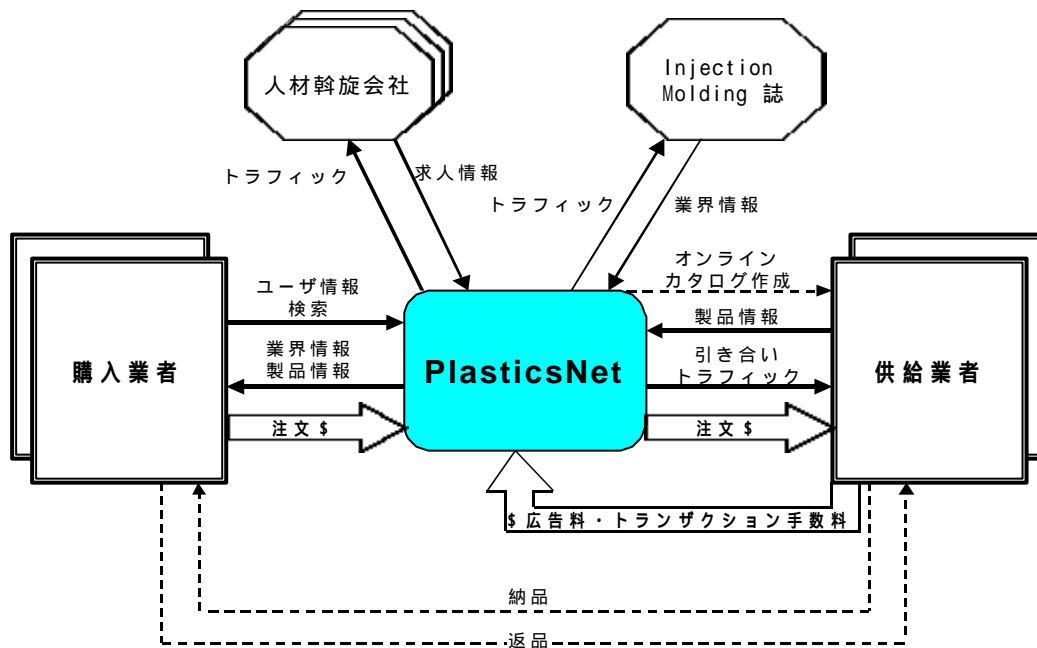 人材斡旋会社
Injection
Molding 誌
トラフィック
求人情報
トラフィック
業界情報
オンライン
カタログ作成
ユーザ情報
検索
製品情報
業界情報
製品情報
引き合い
トラフィック
購入業者
PlasticsNet
供給業者
注文$
注文$
$広告料・トランザクション手数料
納品
返品